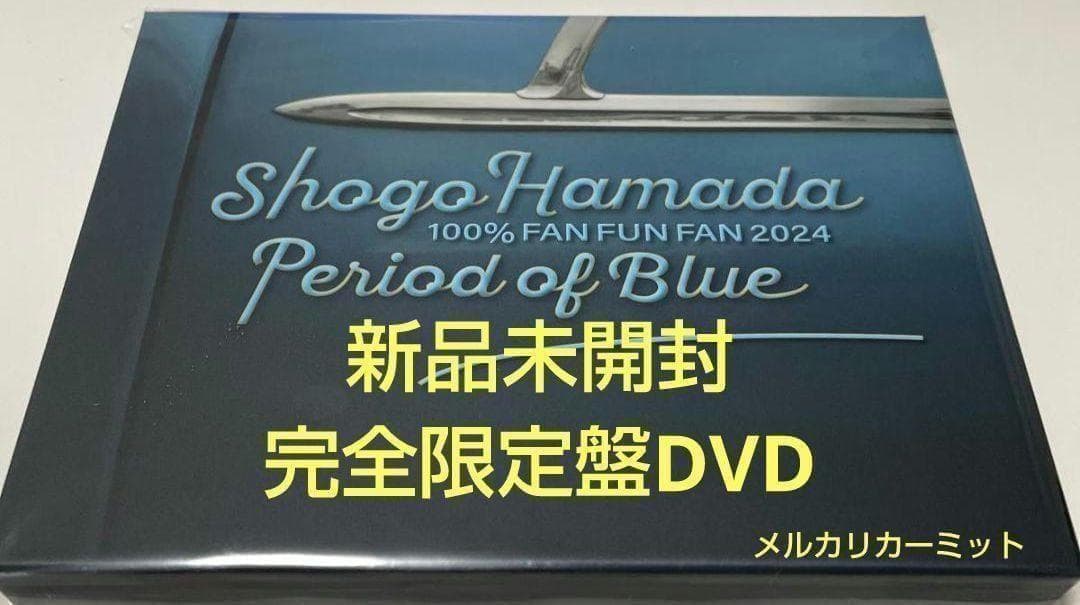 Shogo Hamada
100% FAN FUN FAN 2024
Period of Blue
新品未開封
完全限定盤DVD
メルカリカーミット